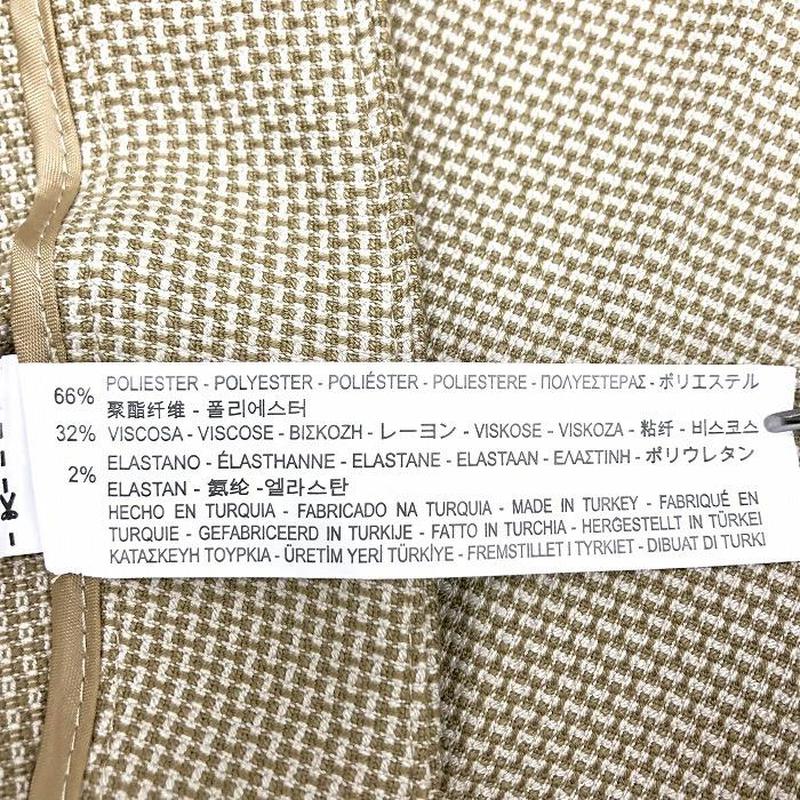 66% POLIESTER - POLYESTER - POLIÉSTER - POLIESTERE - ΠΟΛΥΕΣΤΕΡΑΣ - ポリエステル
聚酯纤维 - 폴리에스터
32% VISCOSA - VISCOSE - ΒΙΣΚΟΖΗ - レーヨン - VISKOSE - VISKOZA - 粘纤 - 비스코스
2% ELASTANO - ÉLASTHANNE - ELASTANE - ELASTAAN - ΕΛΑΣΤΙΝΗ - ポリウレタン
ELASTAN - 氨纶 -엘라스탄
HECHO EN TURQUIA - FABRICADO NA TURQUIA - MADE IN TURKEY - FABRIQUÉ EN
TURQUIE - GEFABRICEERD IN TURKIJE - FATTO IN TURCHIA - HERGESTELLT IN TÜRKEI
ΚΑΤΑΣΚΕΥΗ ΤΟΥΡΚΙΑ - ÜRETİM YERİ TÜRKİYE - FREMSTILLET I TYRKIET - DIBUAT DI TURKI